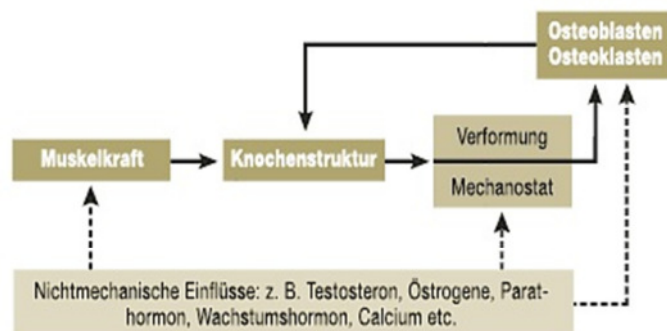 Osteoblasten
Osteoklasten
Muskelkraft
Knochenstruktur
Verformung
Mechanostat
Nichtmechanische Einflüsse: z. B. Testosteron, Östrogene, Parat-
hormon, Wachstumshormon, Calcium etc.